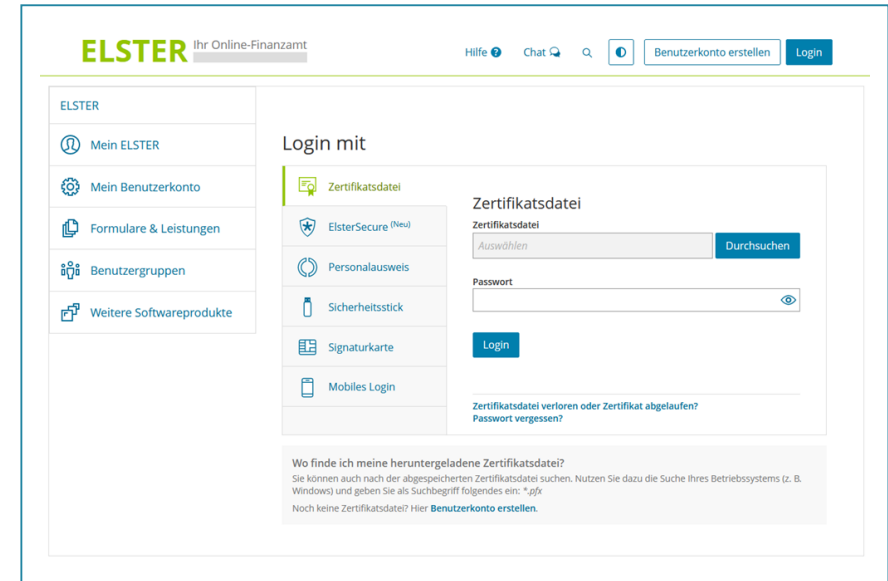 ELSTER Ihr Online-Finanzamt
Hilfe Chat Benutzerkonto erstellen Login
ELSTER
Mein ELSTER
Mein Benutzerkonto
Formulare & Leistungen
Benutzergruppen
Weitere Softwareprodukte
Login mit
Zertifikatsdatei
ElsterSecure (Neu)
Personalausweis
Sicherheitsstick
Signaturkarte
Mobiles Login
Zertifikatsdatei
Zertifikatsdatei
Auswählen Durchsuchen
Passwort
Login
Zertifikatsdatei verloren oder Zertifikat abgelaufen?
Passwort vergessen?
Wo finde ich meine heruntergeladene Zertifikatsdatei?
Sie können auch nach der abgespeicherten Zertifikatsdatei suchen. Nutzen Sie dazu die Suche Ihres Betriebssystems (z. B.
Windows) und geben Sie als Suchbegriff folgendes ein: *.pfx
Noch keine Zertifikatsdatei? Hier Benutzerkonto erstellen.